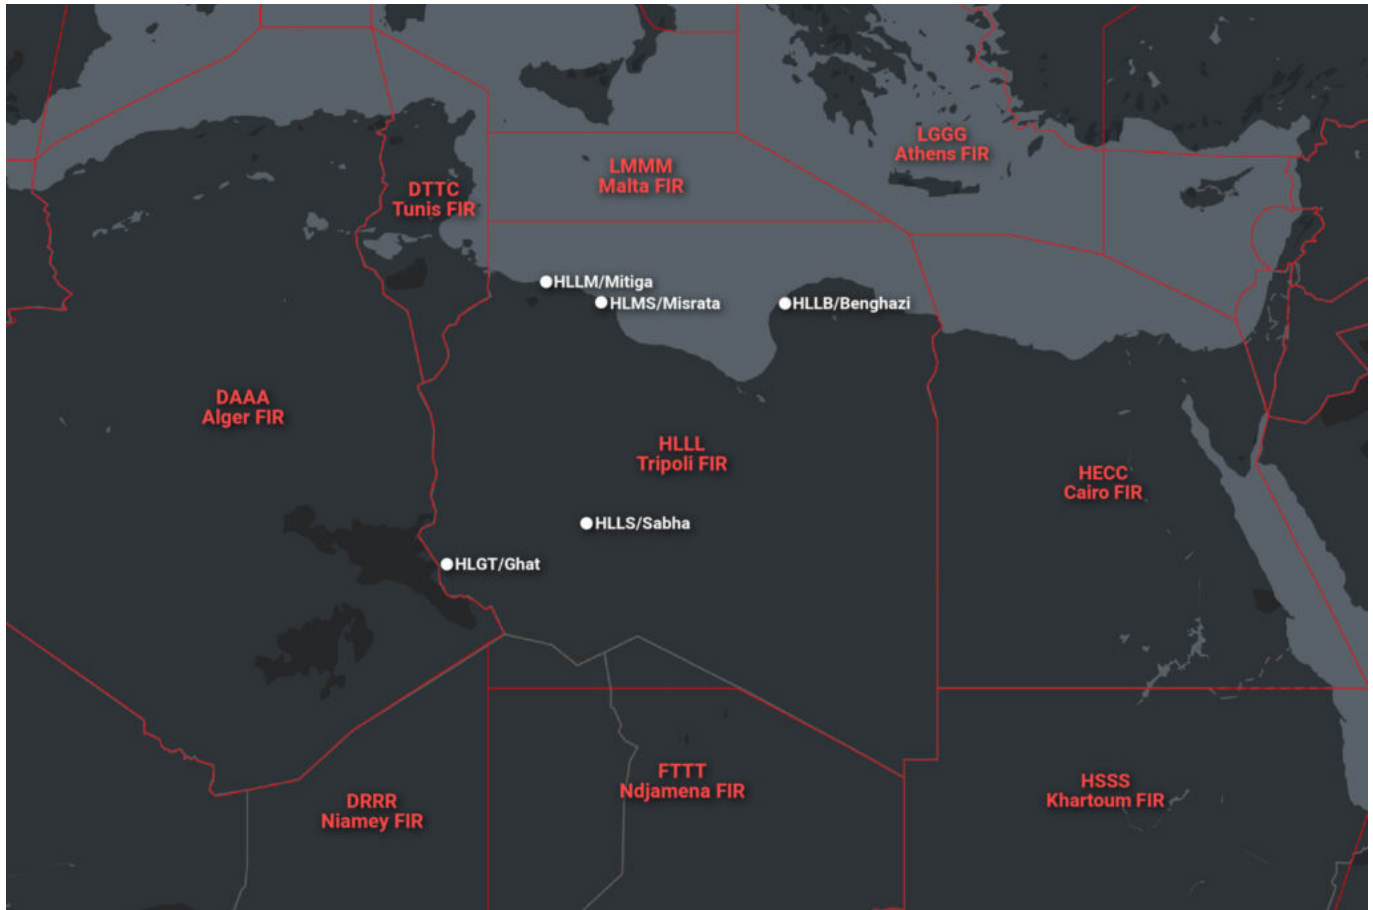 LGGG
Athens FIR
LMMM
Malta FIR
DTTC
Tunis FIR
HLLM/Mitiga
HLMS/Misrata
HLLB/Benghazi
DAAA
Alger FIR
HLLL
Tripoli FIR
HECC
Cairo FIR
HLLS/Sabha
HLGT/Ghat
FTTT
Ndjamena FIR
HSSS
Khartoum FIR
DRRR
Niamey FIR